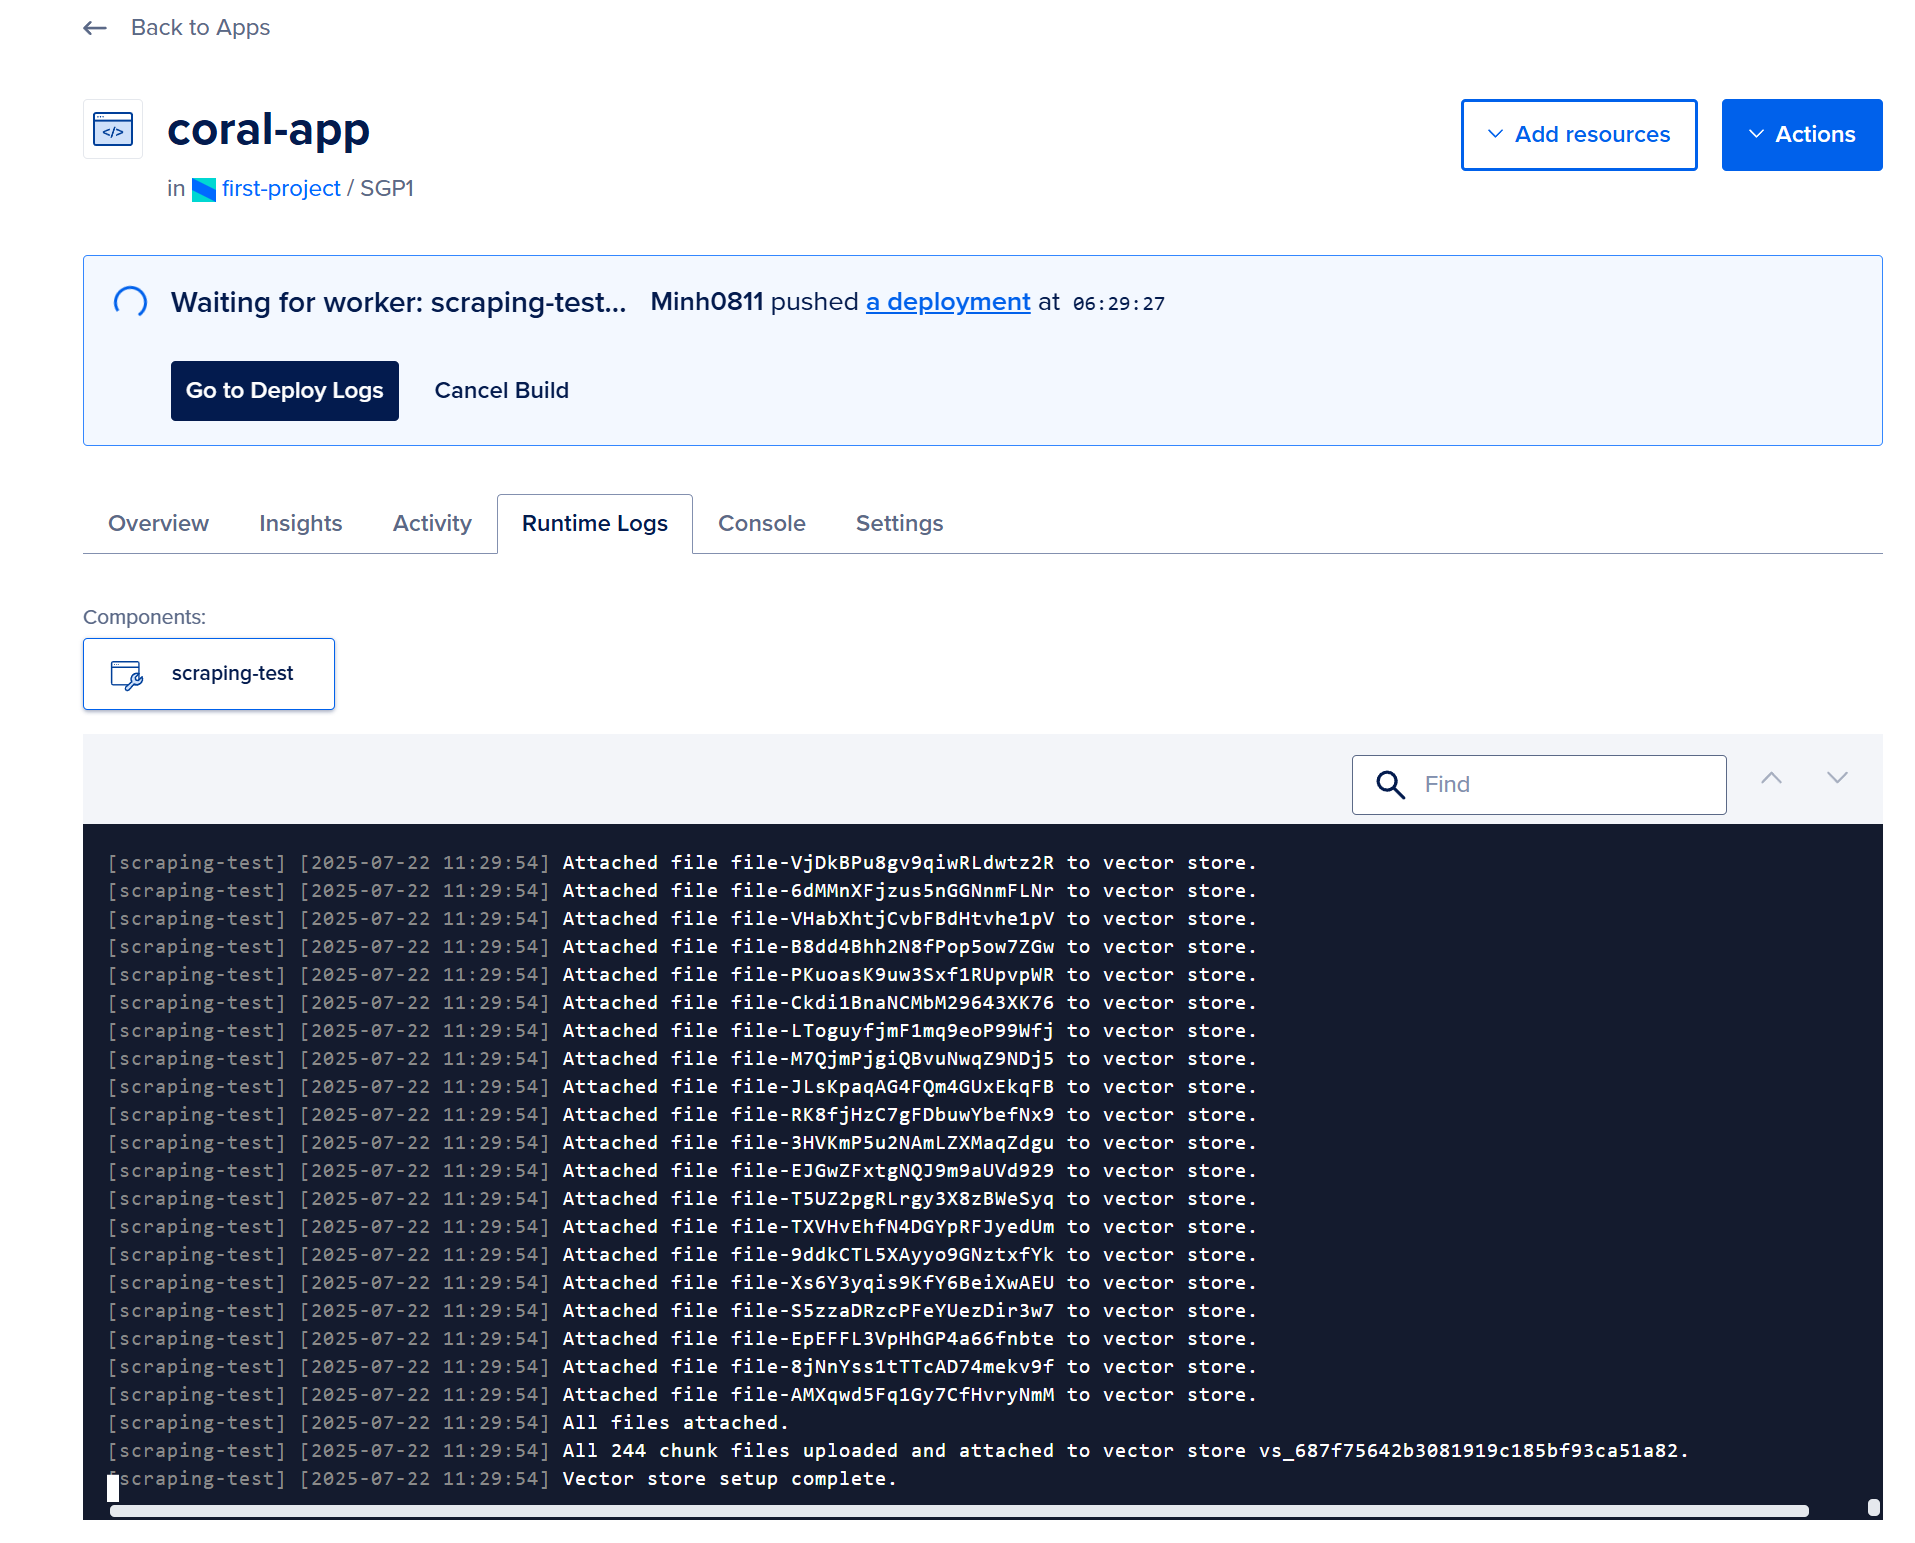 Back to Apps
coral-app
in first-project / SGP1
Add resources
Actions
Waiting for worker: scraping-test... Minh0811 pushed a deployment at 06:29:27
Go to Deploy Logs
Cancel Build
Overview Insights Activity Runtime Logs Console Settings
Components:
scraping-test
Find
[scraping-test] [2025-07-22 11:29:54] Attached file file-VjDkBPu8gv9qiwRLdwtz2R to vector store.
[scraping-test] [2025-07-22 11:29:54] Attached file file-6dMMnXFjzus5nGGNnmFLNr to vector store.
[scraping-test] [2025-07-22 11:29:54] Attached file file-VHabXhtjCvbFBdHtvhe1pV to vector store.
[scraping-test] [2025-07-22 11:29:54] Attached file file-B8dd4Bhh2N8fPop5ow7ZGw to vector store.
[scraping-test] [2025-07-22 11:29:54] Attached file file-PKuoasK9uw3Sxf1RUpvpWR to vector store.
[scraping-test] [2025-07-22 11:29:54] Attached file file-Ckdi1BnaNCMbM29643XK76 to vector store.
[scraping-test] [2025-07-22 11:29:54] Attached file file-LToguyfjmF1mq9eoP99Wfj to vector store.
[scraping-test] [2025-07-22 11:29:54] Attached file file-M7QjmPjgiQBvuNwqZ9NDj5 to vector store.
[scraping-test] [2025-07-22 11:29:54] Attached file file-JLsKpaqAG4FQm4GUxEkqFB to vector store.
[scraping-test] [2025-07-22 11:29:54] Attached file file-RK8fjHzC7gFDbuwYbefNx9 to vector store.
[scraping-test] [2025-07-22 11:29:54] Attached file file-3HVKmP5u2NAmLZXMaqZdgu to vector store.
[scraping-test] [2025-07-22 11:29:54] Attached file file-EJGwZFxtgNQJ9m9aUVd929 to vector store.
[scraping-test] [2025-07-22 11:29:54] Attached file file-T5UZ2pgRLrgy3X8zBWeSyq to vector store.
[scraping-test] [2025-07-22 11:29:54] Attached file file-TXVHvEhfN4DGYpRFJyedUm to vector store.
[scraping-test] [2025-07-22 11:29:54] Attached file file-9ddkCTL5XAyyo9GNztxfYk to vector store.
[scraping-test] [2025-07-22 11:29:54] Attached file file-Xs6Y3yqis9KfY6BeiXwAEU to vector store.
[scraping-test] [2025-07-22 11:29:54] Attached file file-S5zzaDRzcPFeYUezDir3w7 to vector store.
[scraping-test] [2025-07-22 11:29:54] Attached file file-EpEFFL3VpHhGP4a66fnbte to vector store.
[scraping-test] [2025-07-22 11:29:54] Attached file file-8jNnYss1tTTcAD74mekv9f to vector store.
[scraping-test] [2025-07-22 11:29:54] Attached file file-AMXqwd5Fq1Gy7CfHvryNmM to vector store.
[scraping-test] [2025-07-22 11:29:54] All files attached.
[scraping-test] [2025-07-22 11:29:54] All 244 chunk files uploaded and attached to vector store vs_687f75642b3081919c185bf93ca51a82.
[scraping-test] [2025-07-22 11:29:54] Vector store setup complete.